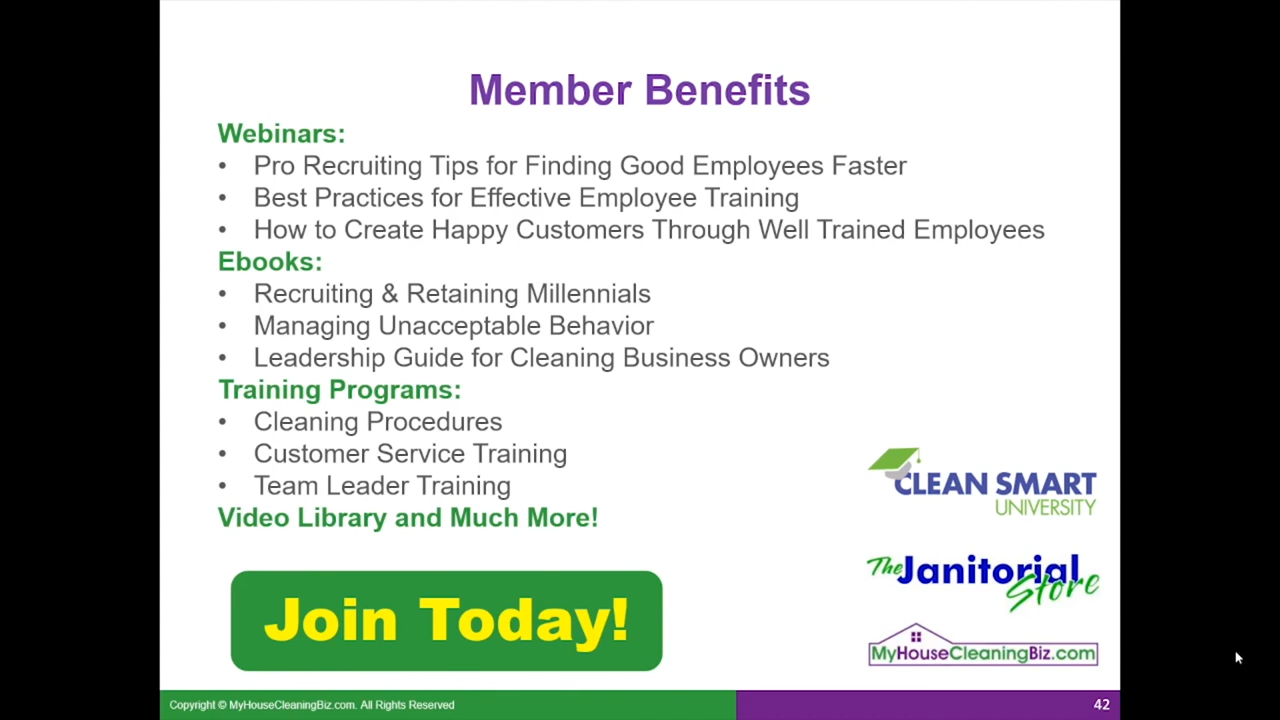 Member Benefits
Webinars:
• Pro Recruiting Tips for Finding Good Employees Faster
• Best Practices for Effective Employee Training
• How to Create Happy Customers Through Well Trained Employees
Ebooks:
• Recruiting & Retaining Millennials
• Managing Unacceptable Behavior
• Leadership Guide for Cleaning Business Owners
Training Programs:
• Cleaning Procedures
• Customer Service Training
• Team Leader Training
Video Library and Much More!
CLEAN SMART
UNIVERSITY
The Janitorial
Store
Join Today!
MyHouseCleaningBiz.com
Copyright © MyHouseCleaningBiz.com. All Rights Reserved
42